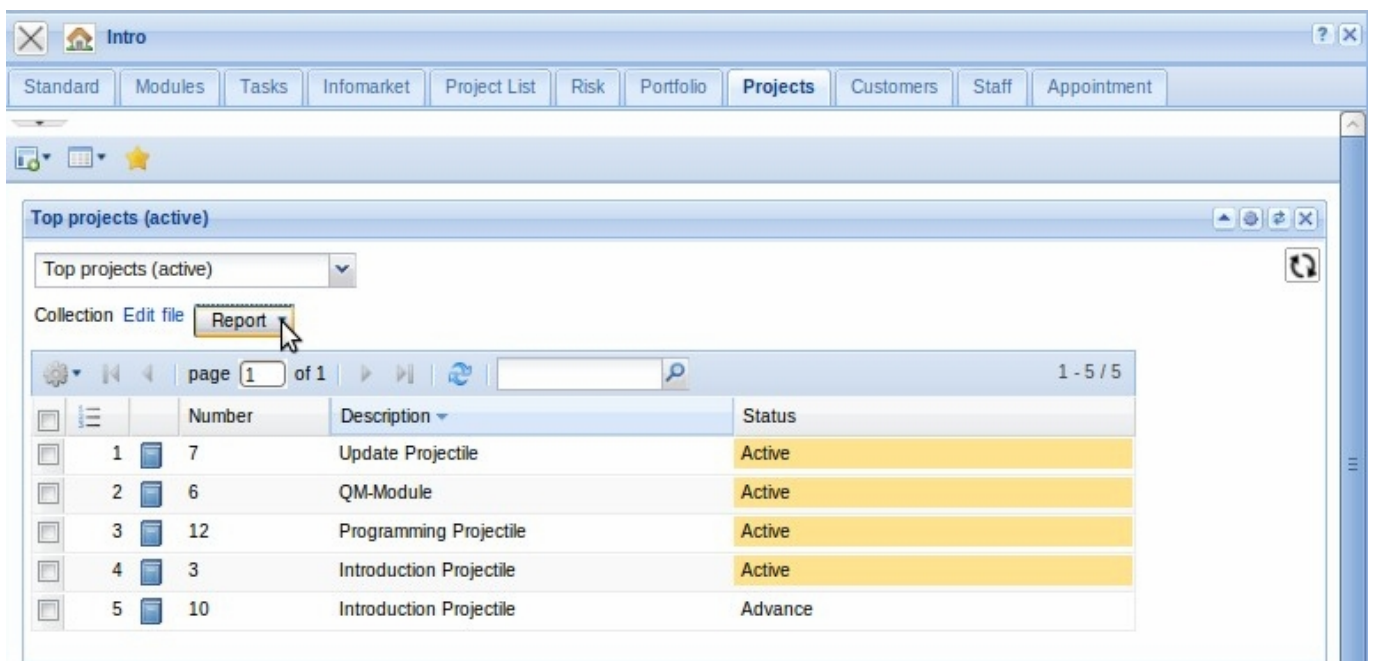 Intro
Standard Modules Tasks Infomarket Project List Risk Portfolio Projects Customers Staff Appointment
Top projects (active)
Top projects (active)
Collection Edit file Report
page 1 of 1 1 - 5 / 5
Number Description Status
1 7 Update Projectile Active
2 6 QM-Module Active
3 12 Programming Projectile Active
4 3 Introduction Projectile Active
5 10 Introduction Projectile Advance